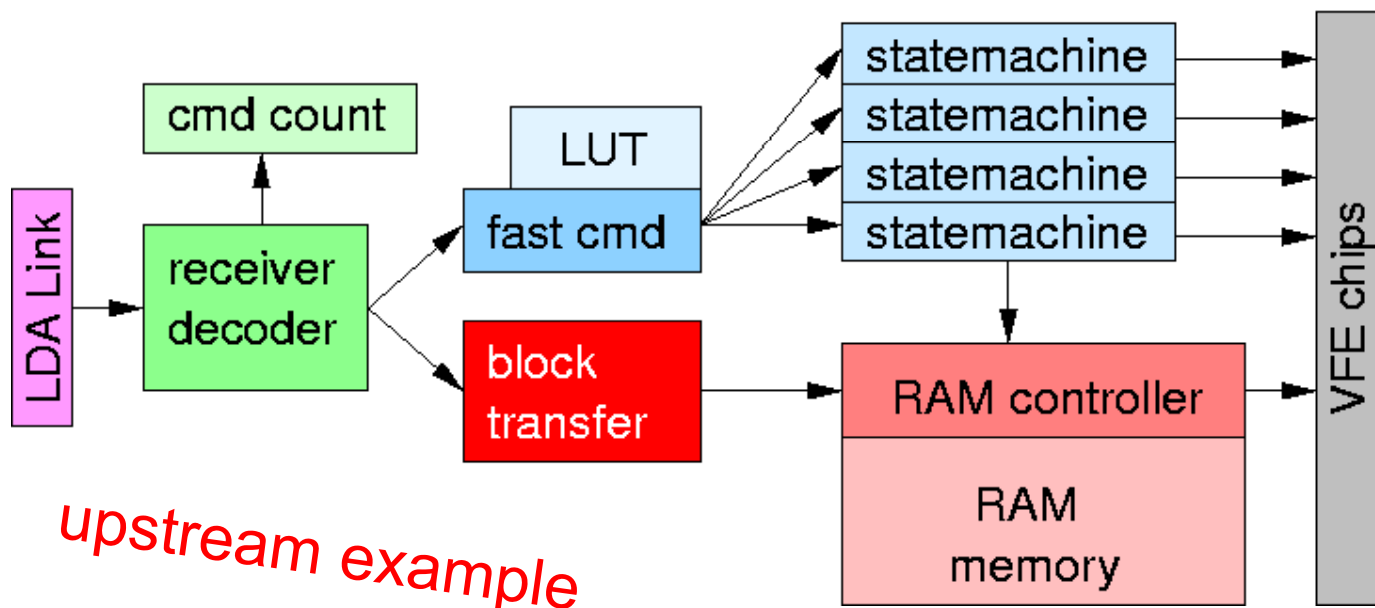 LDA Link
cmd count
receiver
decoder
LUT
fast cmd
block
transfer
statemachine
statemachine
statemachine
statemachine
RAM controller
RAM
memory
VFE chips
upstream example